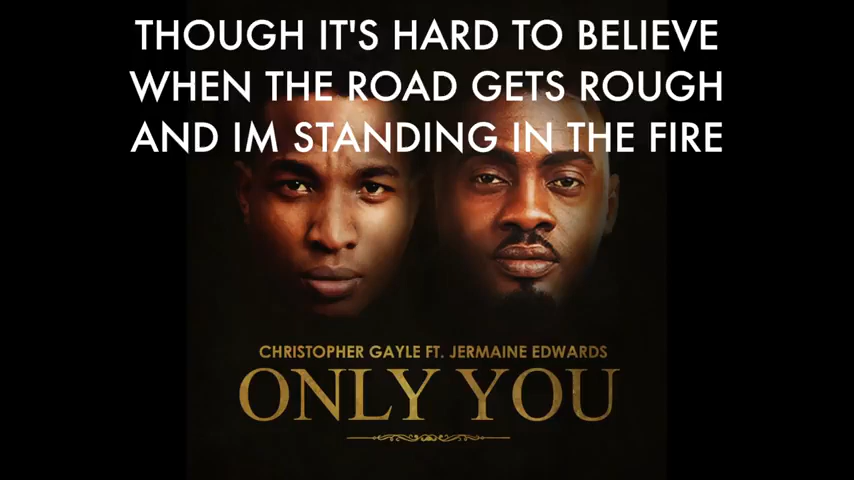 THOUGH IT'S HARD TO BELIEVE
WHEN THE ROAD GETS ROUGH
AND IM STANDING IN THE FIRE
CHRISTOPHER GAYLE FT. JERMAINE EDWARDS
ONLY YOU